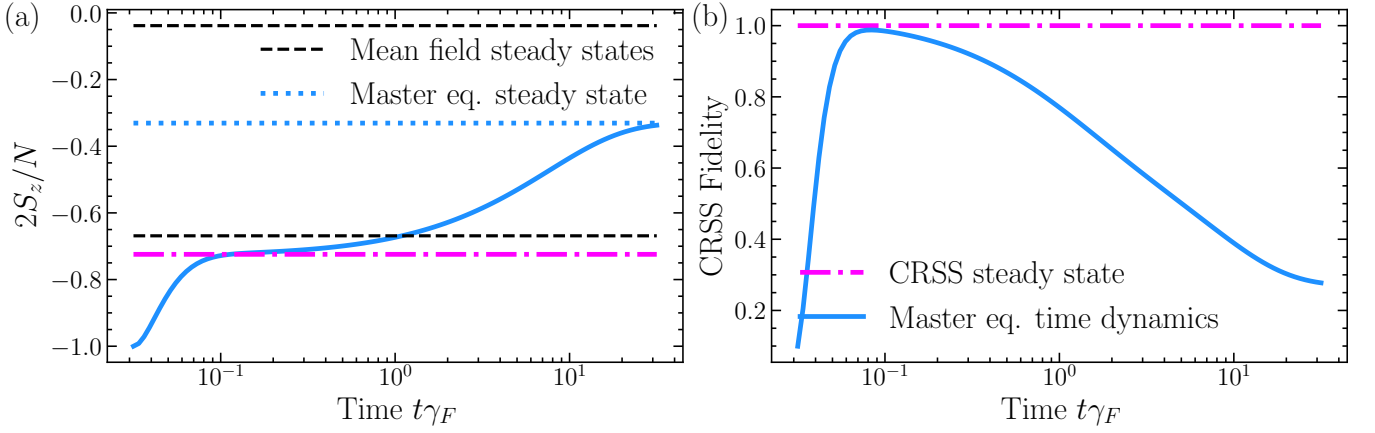 (a)
0.0
−0.2
−0.4
−0.6
−0.8
−1.0
2S_z/N
Mean field steady states
Master eq. steady state
10^{-1}
10^0
10^1
Time tγ_F
(b)
1.0
0.8
0.6
0.4
0.2
CRSS Fidelity
CRSS steady state
Master eq. time dynamics
10^{-1}
10^0
10^1
Time tγ_F